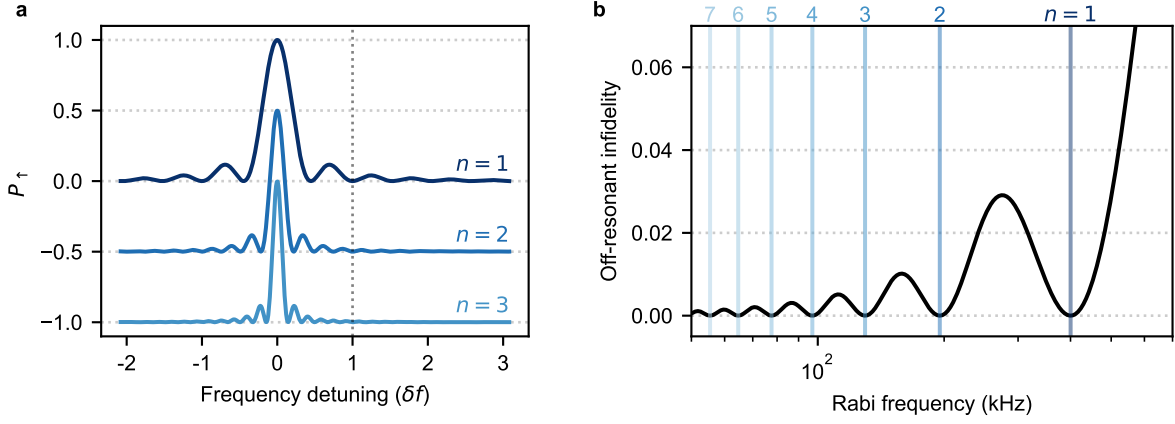 a
1.0
0.5
0.0
−0.5
−1.0
P↑
n = 1
n = 2
n = 3
-2
-1
0
1
2
3
Frequency detuning (δf)
b
7
6
5
4
3
2
n = 1
0.06
0.04
0.02
0.00
Off-resonant infidelity
10²
Rabi frequency (kHz)